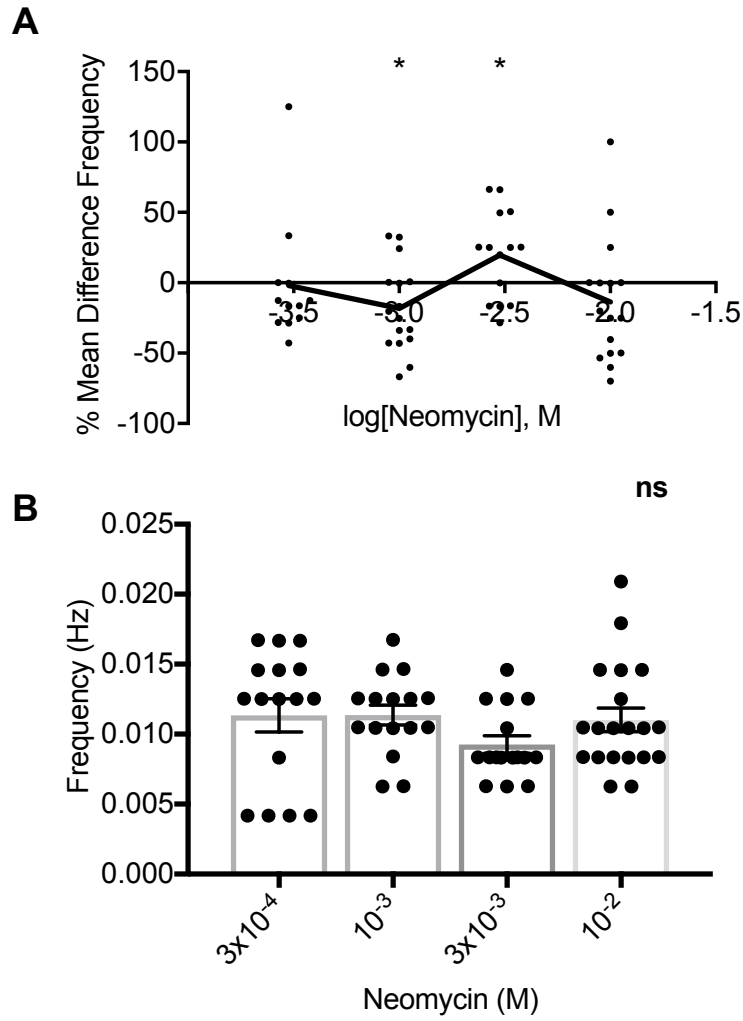 A
* *
% Mean Difference Frequency
150
100
50
0
-50
-100
-3.5 -3.0 -2.5 -2.0 -1.5
log[Neomycin], M
ns
B
Frequency (Hz)
0.025
0.020
0.015
0.010
0.005
0.000
3x10⁻⁴ 10⁻³ 3x10⁻³ 10⁻²
Neomycin (M)